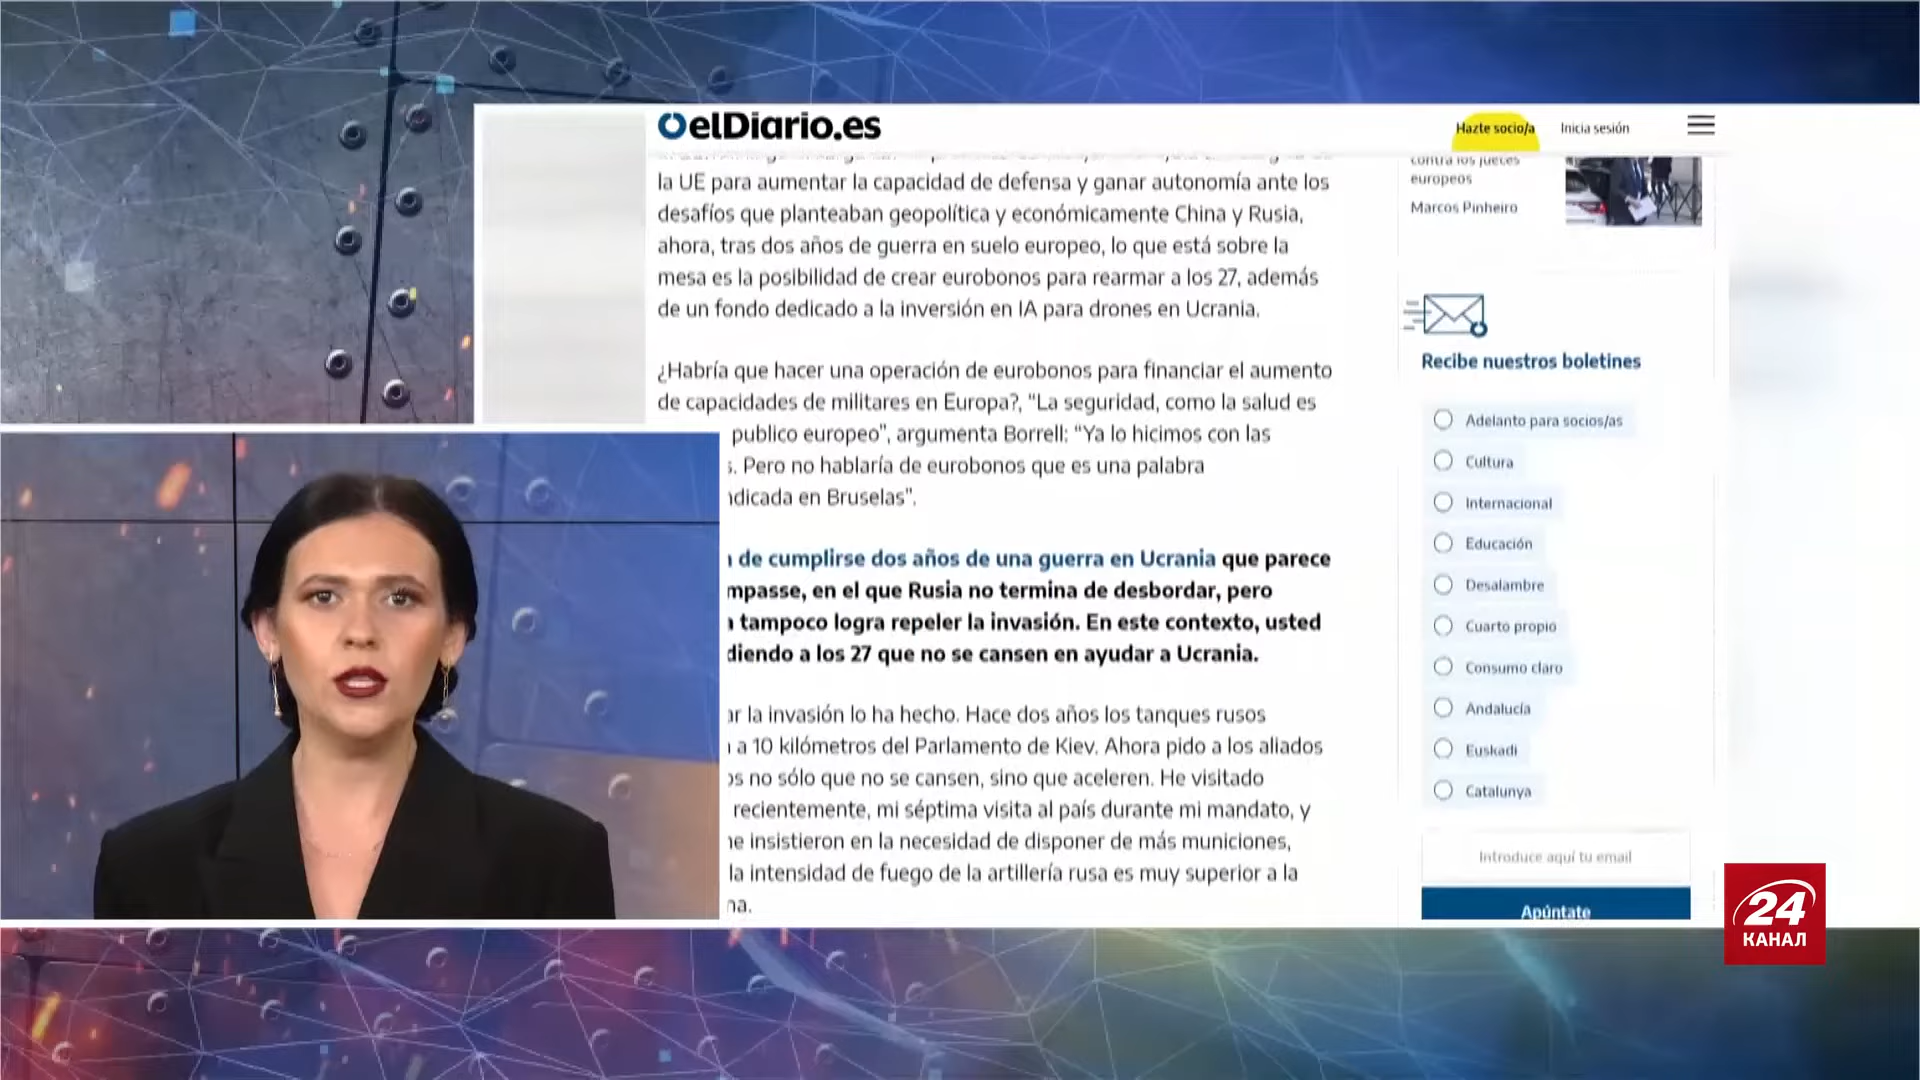 elDiario.es
Hazte socio/a
Inicia sesión
la UE para aumentar la capacidad de defensa y ganar autonomía ante los
desafíos que planteaban geopolítica y económicamente China y Rusia,
ahora, tras dos años de guerra en suelo europeo, lo que está sobre la
mesa es la posibilidad de crear eurobonos para rearmar a los 27, además
de un fondo dedicado a la inversión en IA para drones en Ucrania.
¿Habría que hacer una operación de eurobonos para financiar el aumento
de capacidades de militares en Europa?, “La seguridad, como la salud es
publico europeo”, argumenta Borrell: “Ya lo hicimos con las
. Pero no hablaría de eurobonos que es una palabra
dicada en Bruselas”.
de cumplirse dos años de una guerra en Ucrania que parece
mpasse, en el que Rusia no termina de desbordar, pero
tampoco logra repeler la invasión. En este contexto, usted
diendo a los 27 que no se cansen en ayudar a Ucrania.
ar la invasión lo ha hecho. Hace dos años los tanques rusos
a 10 kilómetros del Parlamento de Kiev. Ahora pido a los aliados
os no sólo que no se cansen, sino que aceleren. He visitado
recientemente, mi séptima visita al país durante mi mandato, y
ne insistieron en la necesidad de disponer de más municiones,
la intensidad de fuego de la artillería rusa es muy superior a la
na.
contra los jueces
europeos
Marcos Pinheiro
Recibe nuestros boletines
Adelanto para socios/as
Cultura
Internacional
Educación
Desalambre
Cuarto propio
Consumo claro
Andalucía
Euskadi
Catalunya
Introduce aquí tu email
Apúntate
24
КАНАЛ